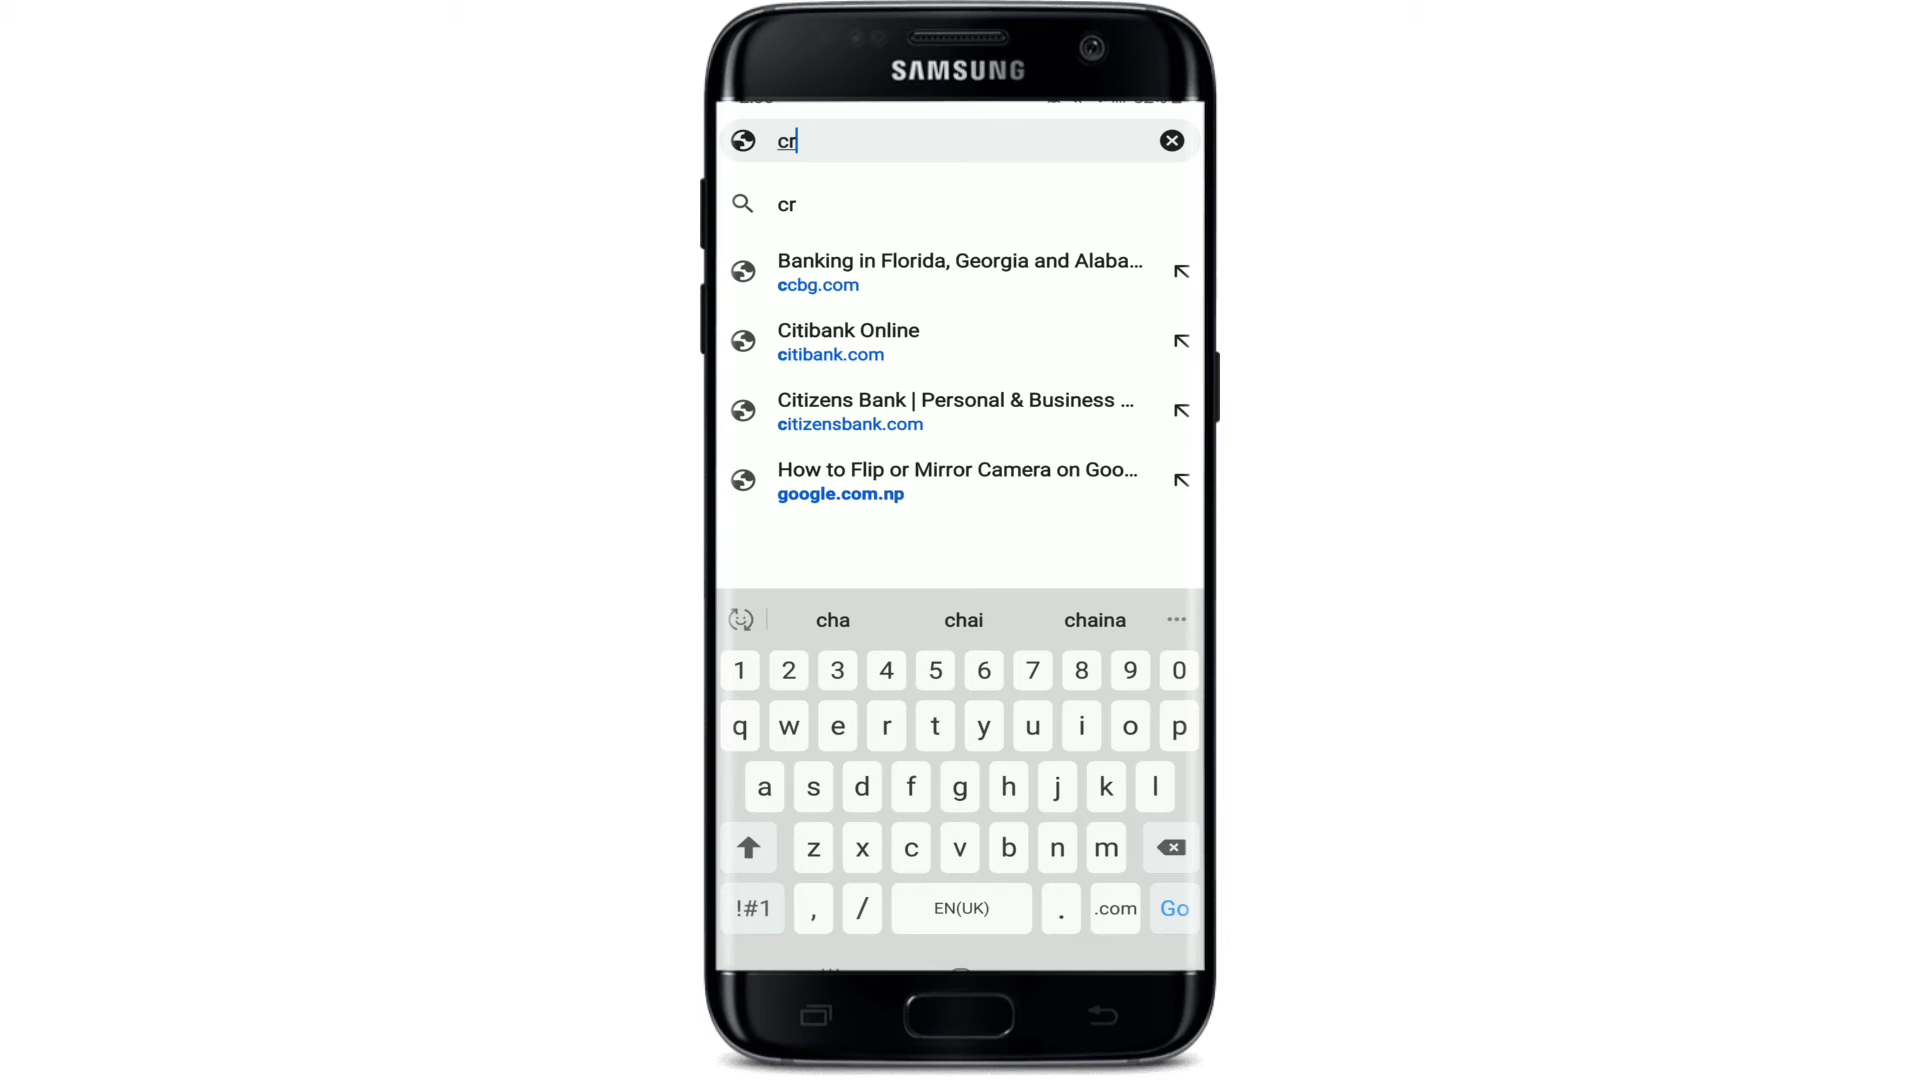 SAMSUNG
cr
cr
Banking in Florida, Georgia and Alaba...
ccbg.com
Citibank Online
citibank.com
Citizens Bank | Personal & Business ...
citizensbank.com
How to Flip or Mirror Camera on Goo...
google.com.np
cha chai chaina ...
1 2 3 4 5 6 7 8 9 0
q w e r t y u i o p
a s d f g h j k l
z x c v b n m
!#1 , / EN(UK) . .com Go